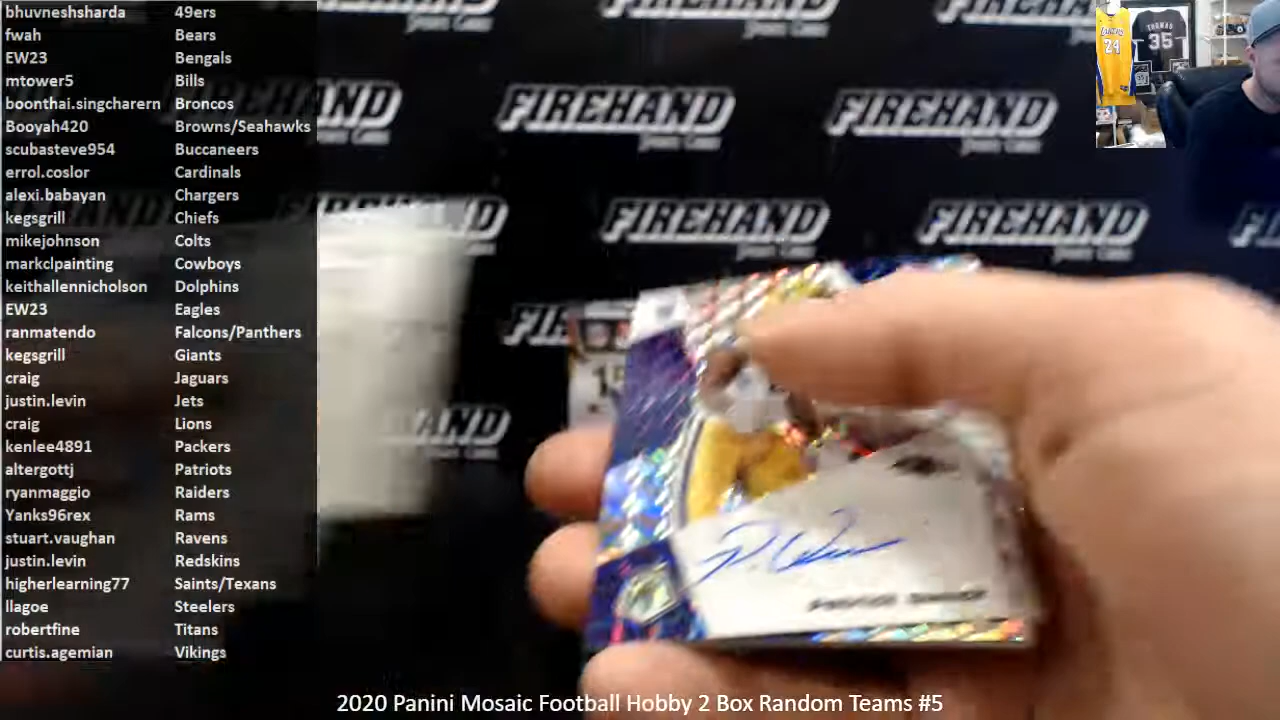 bhuvneshsharda 49ers
fwah Bears
EW23 Bengals
mtower5 Bills
boonthai.singcharern Broncos
Booyah420 Browns/Seahawks
scubasteve954 Buccaneers
errol.coslor Cardinals
alexi.babayan Chargers
kegsgrill Chiefs
mikejohnson Colts
markclpainting Cowboys
keithallennicholson Dolphins
EW23 Eagles
ranmatendo Falcons/Panthers
kegsgrill Giants
craig Jaguars
justin.levin Jets
craig Lions
kenlee4891 Packers
altergottj Patriots
ryanmaggio Raiders
Yanks96rex Rams
stuart.vaughan Ravens
justin.levin Redskins
higherlearning77 Saints/Texans
llagoe Steelers
robertfine Titans
curtis.agemian Vikings
FIREHAND FIREHAND
FIREHAND FIREHAND
THOMAS
35
24
2020 Panini Mosaic Football Hobby 2 Box Random Teams #5